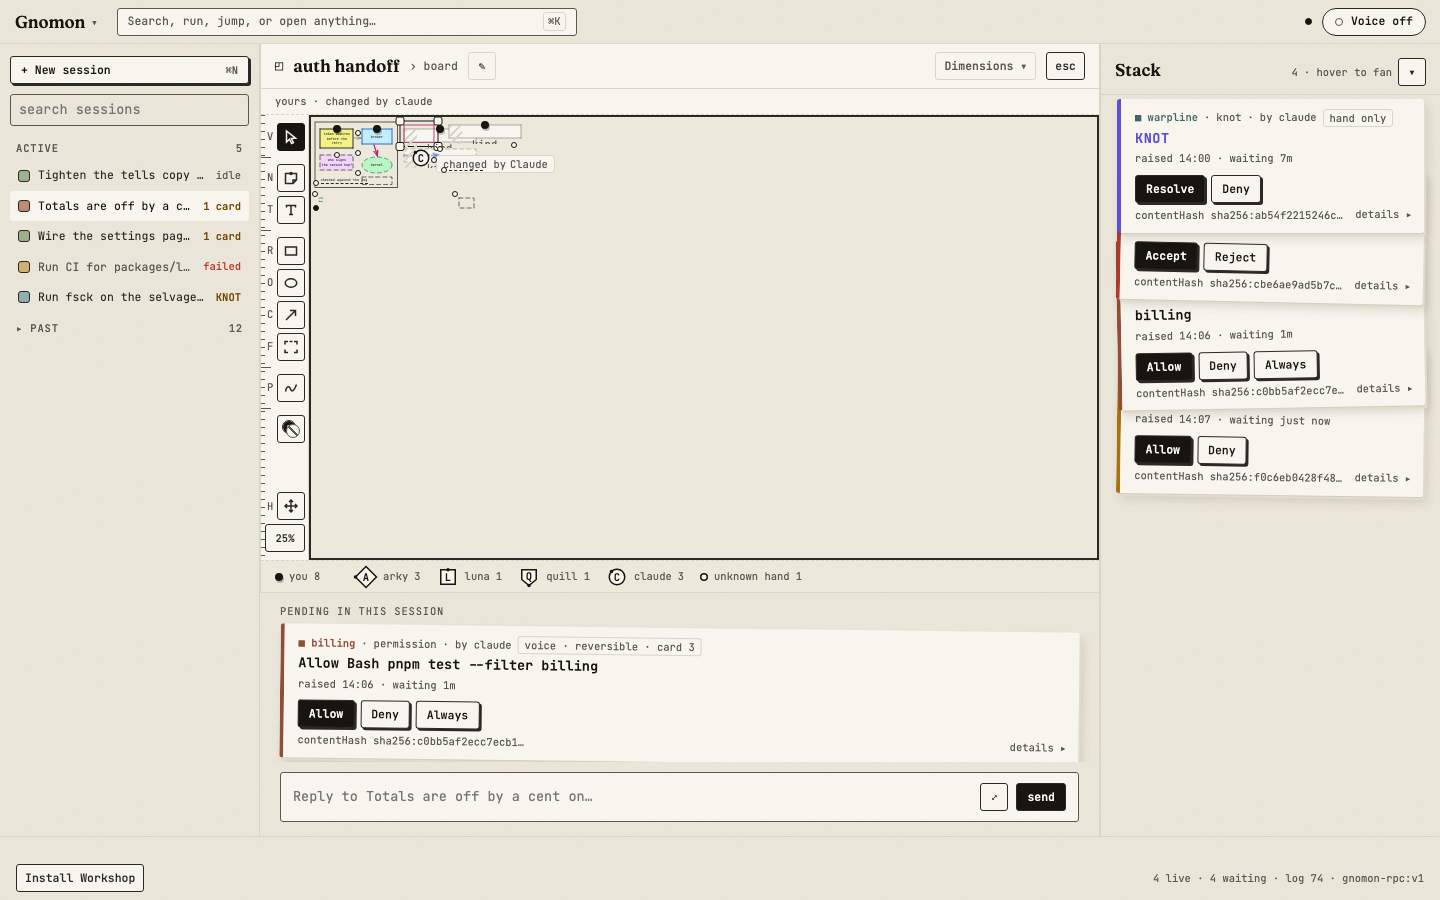 Gnomon ▾
Search, run, jump, or open anything… ⌘K
Voice off
+ New session ⌘N
search sessions
ACTIVE 5
Tighten the tells copy … idle
Totals are off by a c… 1 card
Wire the settings pag… 1 card
Run CI for packages/l… failed
Run fsck on the selvage… KNOT
▸ PAST 12
auth handoff › board ✎
Dimensions ▾ esc
yours · changed by claude
V
N
T
R
O
C
F
P
H
25%
broker
C changed by Claude
you 8
A arky 3
L luna 1
Q quill 1
C claude 3
unknown hand 1
PENDING IN THIS SESSION
■ billing · permission · by claude voice · reversible · card 3
Allow Bash pnpm test --filter billing
raised 14:06 · waiting 1m
Allow Deny Always
contentHash sha256:c0bb5af2ecc7ecb1…
details ▸
Reply to Totals are off by a cent on…
⤢ send
Stack 4 · hover to fan ▾
■ warpline · knot · by claude hand only
KNOT
raised 14:00 · waiting 7m
Resolve Deny
contentHash sha256:ab54f2215246c… details ▸
Accept Reject
contentHash sha256:cbe6ae9ad5b7c… details ▸
billing
raised 14:06 · waiting 1m
Allow Deny Always
contentHash sha256:c0bb5af2ecc7e… details ▸
raised 14:07 · waiting just now
Allow Deny
contentHash sha256:f0c6eb0428f48… details ▸
Install Workshop
4 live · 4 waiting · log 74 · gnomon-rpc:v1